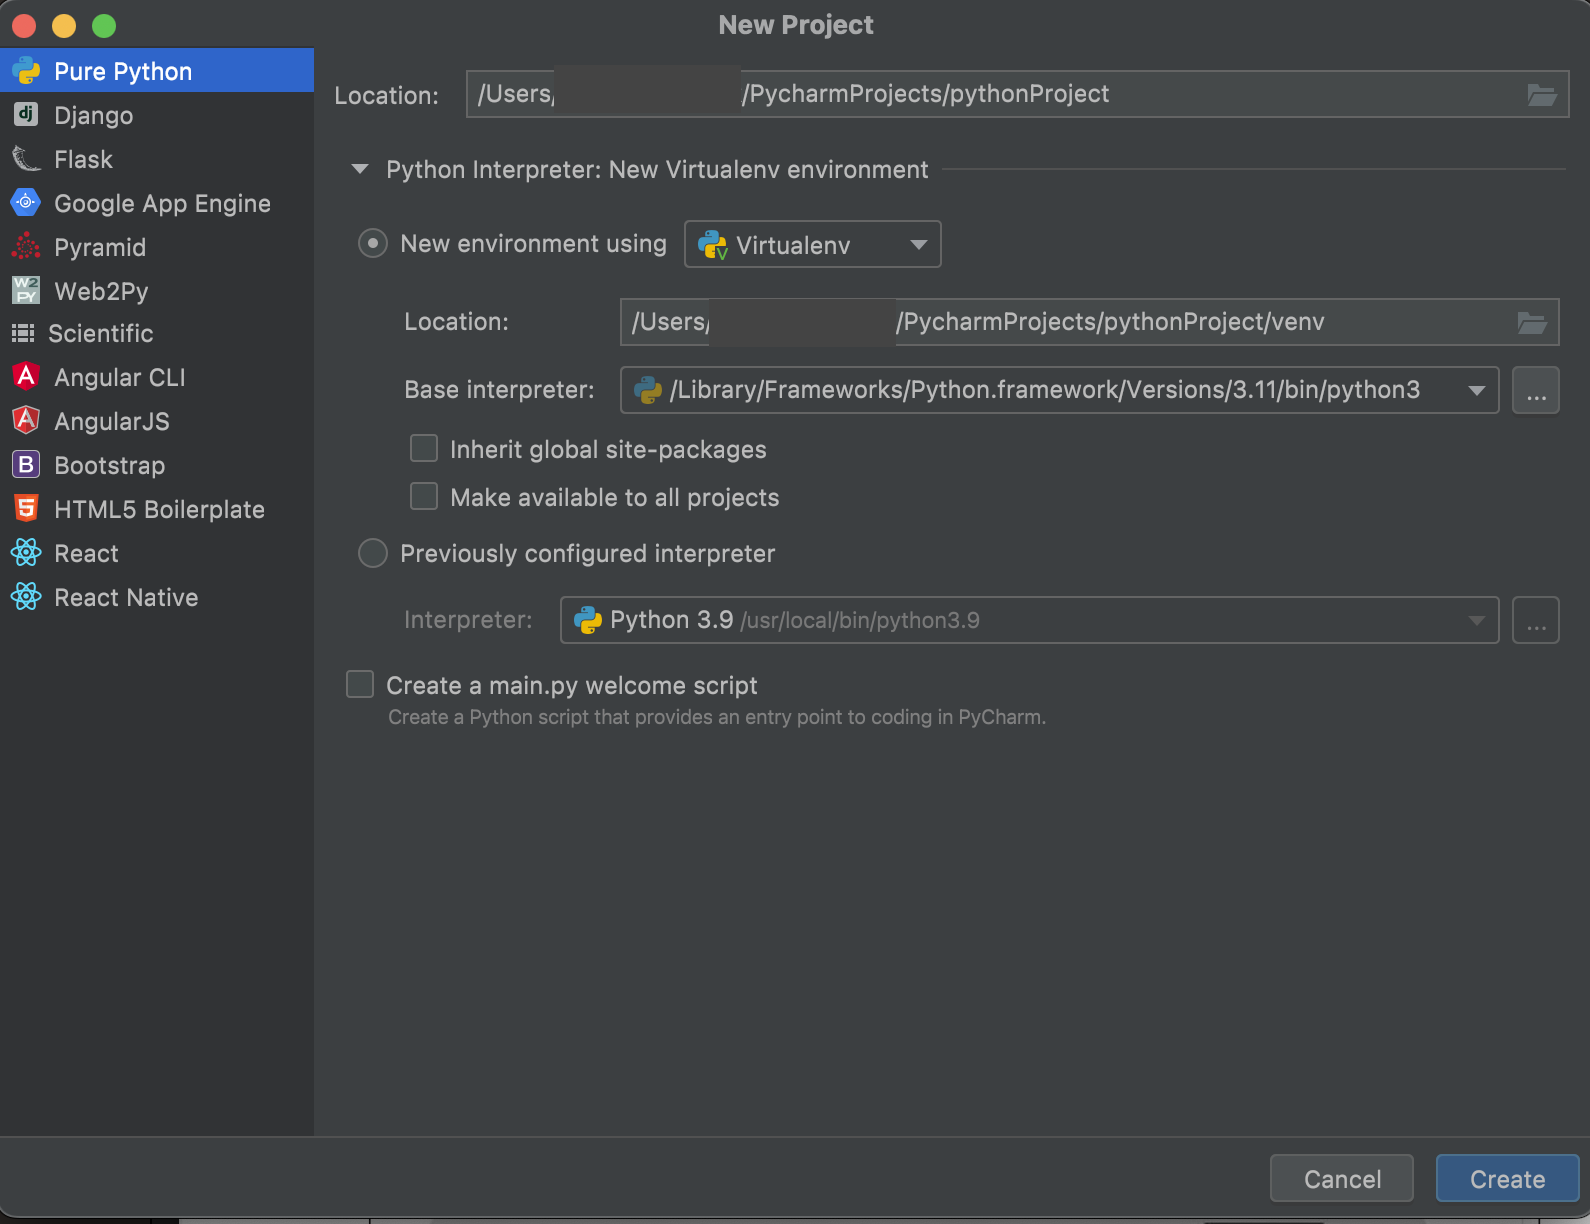 New Project
Pure Python
dj Django
Flask
Google App Engine
Pyramid
W2 PY Web2Py
Scientific
A Angular CLI
A AngularJS
B Bootstrap
5 HTML5 Boilerplate
React
React Native
Location: /Users/ /PycharmProjects/pythonProject
Python Interpreter: New Virtualenv environment
New environment using V Virtualenv
Location: /Users/ /PycharmProjects/pythonProject/venv
Base interpreter: /Library/Frameworks/Python.framework/Versions/3.11/bin/python3 ...
Inherit global site-packages
Make available to all projects
Previously configured interpreter
Interpreter: Python 3.9 /usr/local/bin/python3.9 ...
Create a main.py welcome script
Create a Python script that provides an entry point to coding in PyCharm.
Cancel Create